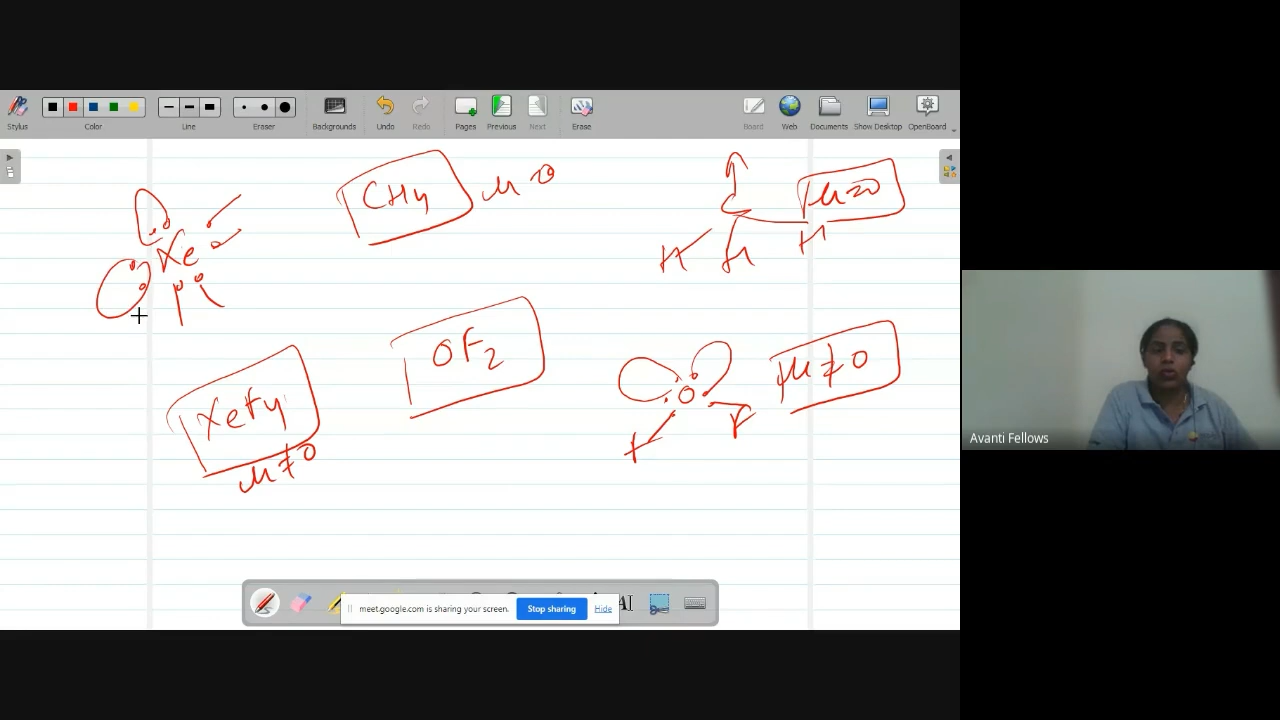 Stylus
Color
Line
Eraser
Backgrounds
Undo
Redo
Pages
Previous
Next
Erase
Board
Web
Documents
Show Desktop
OpenBoard
CH4
μ = 0
μ = 0
H H H
Xe
OF2
O
F F
μ ≠ 0
XeF4
μ ≠ 0
Avanti Fellows
meet.google.com is sharing your screen.
Stop sharing
Hide
AI